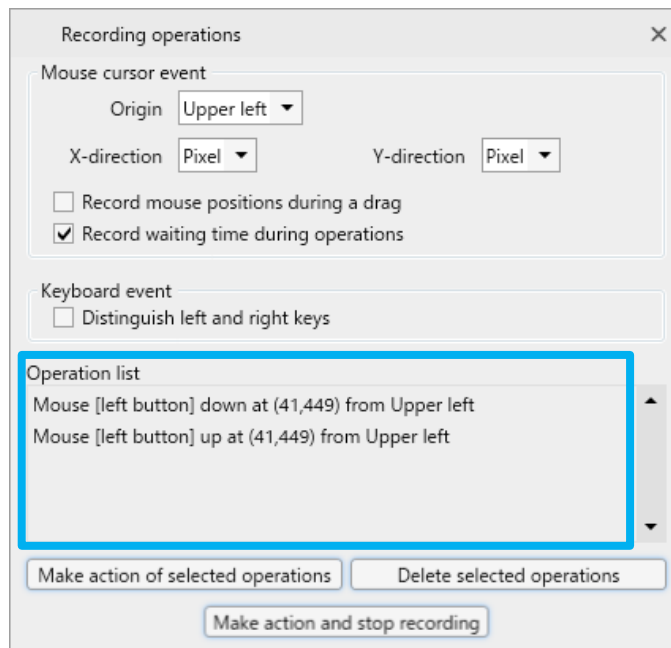 Recording operations
Mouse cursor event
Origin Upper left
X-direction Pixel Y-direction Pixel
Record mouse positions during a drag
Record waiting time during operations
Keyboard event
Distinguish left and right keys
Operation list
Mouse [left button] down at (41,449) from Upper left
Mouse [left button] up at (41,449) from Upper left
Make action of selected operations Delete selected operations
Make action and stop recording